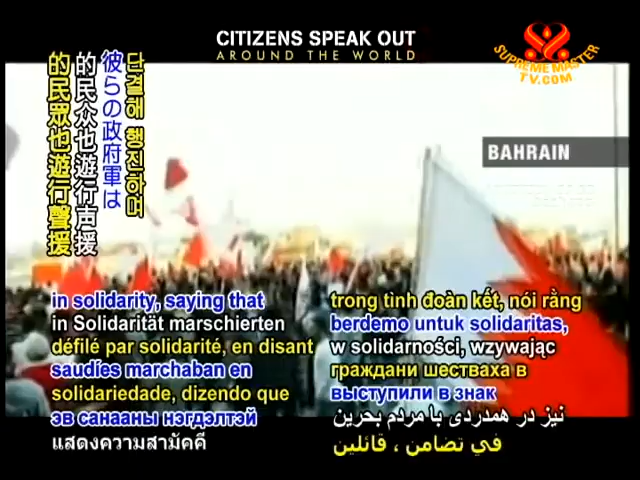 CITIZENS SPEAK OUT
AROUND THE WORLD
SUPREME MASTER
TV.COM
BAHRAIN
단결해 행진하며
彼らの政府軍は
的民众也遊行声援
的民眾也遊行聲援
in solidarity, saying that
in Solidarität marschierten
défilé par solidarité, en disant
saudíes marchaban en
solidariedade, dizendo que
эв санааны нэгдэлтэй
แสดงความสามัคคี
trong tình đoàn kết, nói rằng
berdemo untuk solidaritas,
w solidarności, wzywając
граждани шестваха в
выступили в знак
نیز در همدردی با مردم بحرین
في تضامن ، قائلين